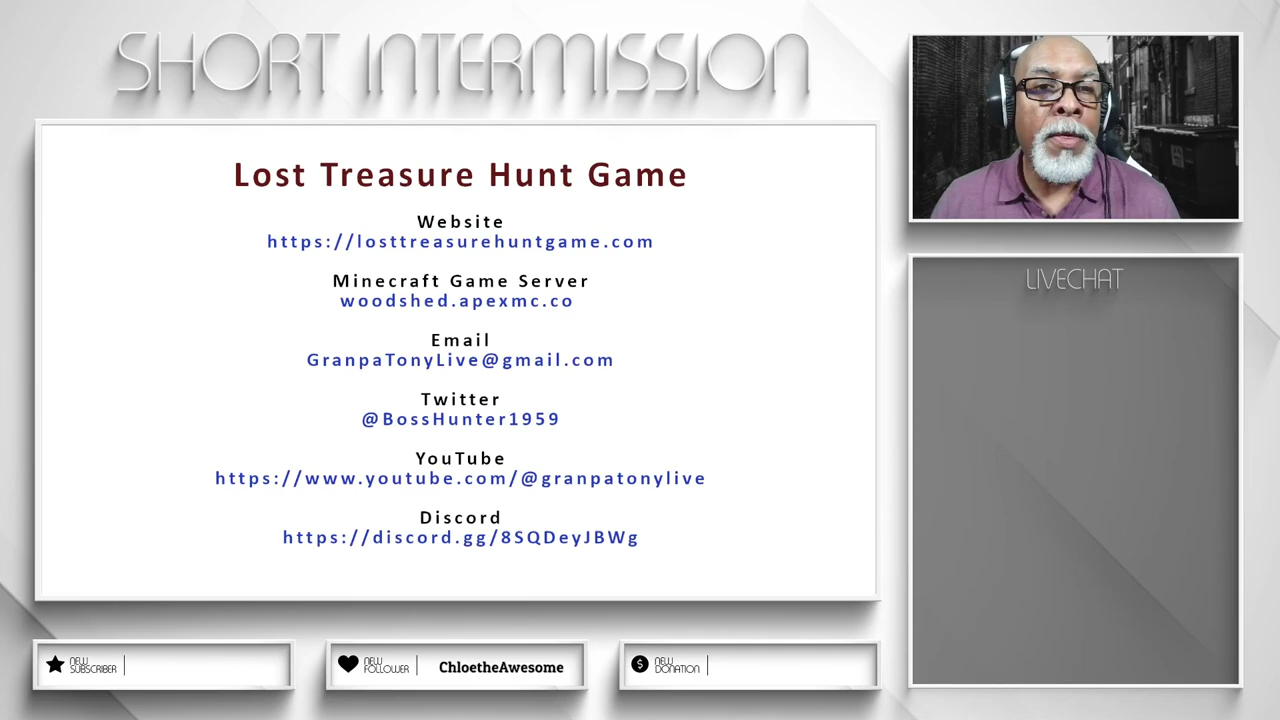 SHORT INTERMISSION
Lost Treasure Hunt Game
Website
https://losttreasurehuntgame.com
Minecraft Game Server
woodshed.apexmc.co
Email
GranpaTonyLive@gmail.com
Twitter
@BossHunter1959
YouTube
https://www.youtube.com/@granpatonylive
Discord
https://discord.gg/8SQDeyJBWg
LIVECHAT
NEW
SUBSCRIBER
NEW
FOLLOWER
ChloetheAwesome
$
NEW
DONATION